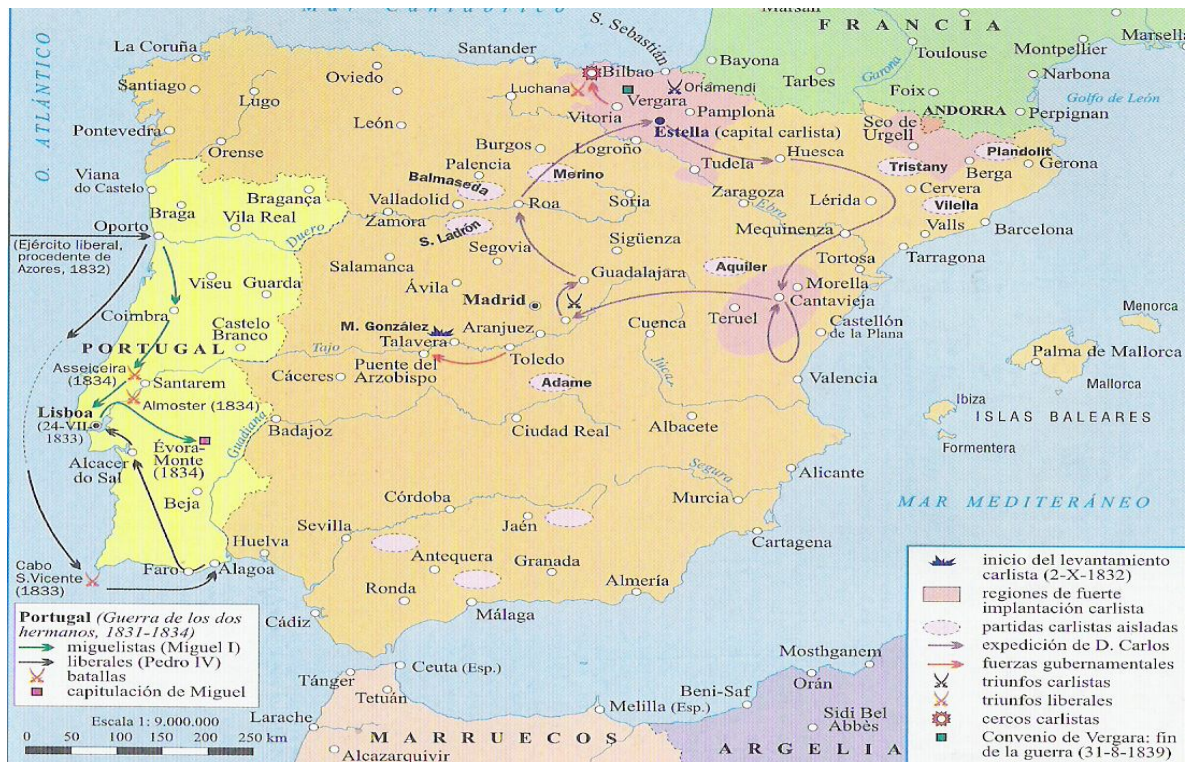 Mar Cantábrico
O. ATLÁNTICO
La Coruña
Santiago
Lugo
Pontevedra
Orense
Oviedo
León
Santander
S. Sebastián
Bilbao
Luchana
Vergara
Oriamendi
Vitoria
Pamplona
Estella (capital carlista)
Logroño
Tudela
Burgos
Palencia
Balmaseda
Merino
Valladolid
Zamora
Roa
Soria
S. Ladrón
Segovia
Sigüenza
Salamanca
Ávila
Guadalajara
Madrid
M. González
Talavera
Aranjuez
Tajo
Toledo
Puente del
Arzobispo
Cáceres
Adame
Cuenca
Júcar
Badajoz
Ciudad Real
Albacete
Guadiana
Segura
Alicante
Murcia
Cartagena
Córdoba
Jaén
Sevilla
Huelva
Antequera
Granada
Ronda
Almería
Málaga
Cádiz
FRANCIA
Marsan
Bayona
Tarbes
Toulouse
Garona
Foix
Montpellier
Marsella
Narbona
Golfo de León
Perpignan
ANDORRA
Seo de
Urgell
Tristany
Plandolit
Berga
Gerona
Huesca
Zaragoza
Ebro
Lérida
Cervera
Vilella
Valls
Barcelona
Mequinenza
Tarragona
Tortosa
Aquiler
Morella
Cantavieja
Teruel
Castellón
de la Plana
Valencia
Menorca
Palma de Mallorca
Mallorca
Ibiza
ISLAS BALEARES
Formentera
MAR MEDITERÁNEO
Viana
do Castelo
Braga
Bragança
Vila Real
Oporto
Duero
(Ejército liberal,
procedente de
Azores, 1832)
Viseu
Guarda
Coimbra
Castelo
Branco
PORTUGAL
Asseiceira
(1834)
Santarem
Almoster (1834)
Lisboa
(24-VII-
1833)
Évora-
Monte
(1834)
Alcacer
do Sal
Beja
Faro
Alagoa
Cabo
S.Vicente
(1833)
Ceuta (Esp.)
Tánger
Tetuán
Larache
Alcazarquivir
MARRUECOS
Melilla (Esp.)
Beni-Saf
Mosthganem
Orán
Sidi Bel
Abbès
ARGELIA
Portugal (Guerra de los dos
hermanos, 1831-1834)
miguelistas (Miguel I)
liberales (Pedro IV)
batallas
capitulación de Miguel
Escala 1: 9.000.000
0 50 100 150 200 250 km
inicio del levantamiento
carlista (2-X-1832)
regiones de fuerte
implantación carlista
partidas carlistas aisladas
expedición de D. Carlos
fuerzas gubernamentales
triunfos carlistas
triunfos liberales
cercos carlistas
Convenio de Vergara: fin
de la guerra (31-8-1839)